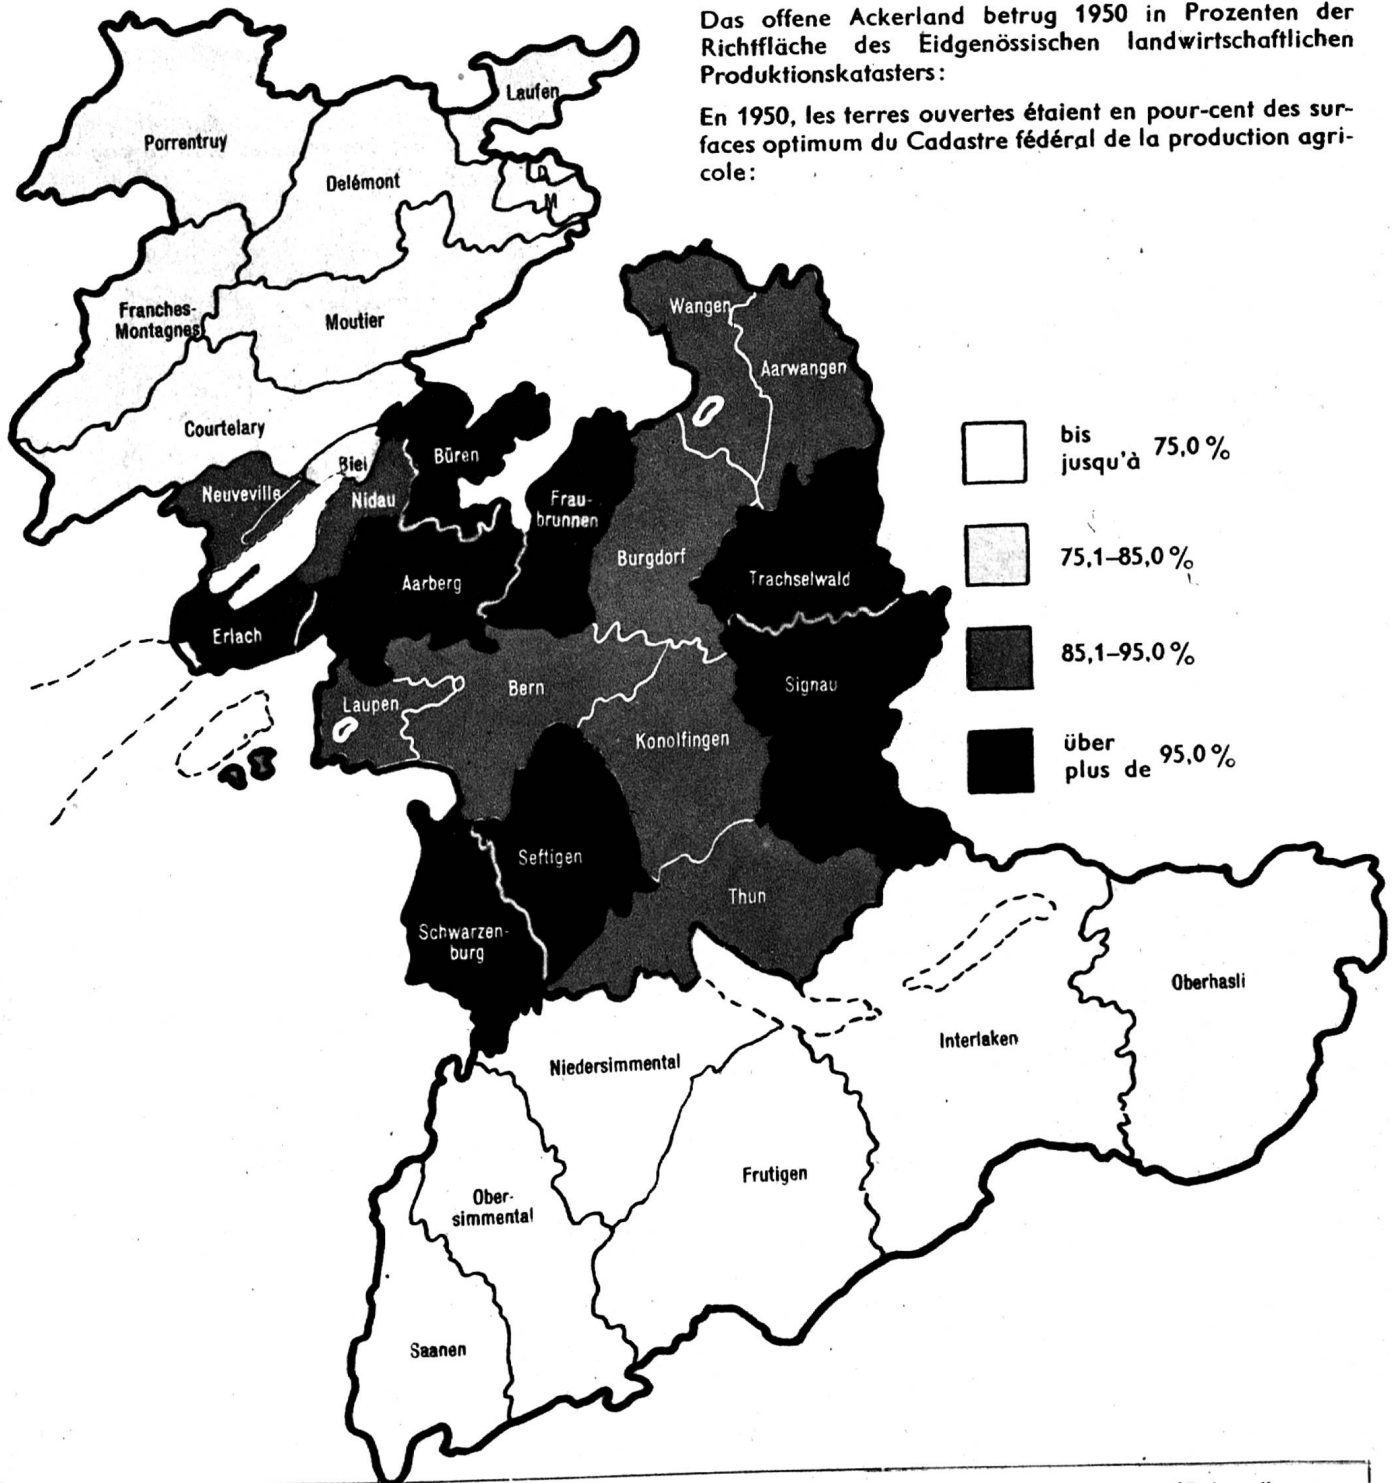 Das offene Ackerland betrug 1950 in Prozenten der
Richtfläche des Eidgenössischen landwirtschaftlichen
Produktionskatasters:
En 1950, les terres ouvertes étaient en pour-cent des sur-
faces optimum du Cadastre fédéral de la production agri-
cole:
Laufen
Porrentruy
Delémont
D
M
Franches-
Montagnes
Moutier
Wangen
Aarwangen
Courtelary
Biel
Büren
Neuveville
Nidau
Frau-
brunnen
Burgdorf
Trachselwald
Aarberg
Erlach
Signau
Bern
Laupen
Konolfingen
Seftigen
Thun
Schwarzen-
burg
Oberhasli
Interlaken
Niedersimmental
Frutigen
Ober-
simmental
Saanen
bis
jusqu'à 75,0 %
75,1–85,0 %
85,1–95,0 %
über
plus de 95,0 %